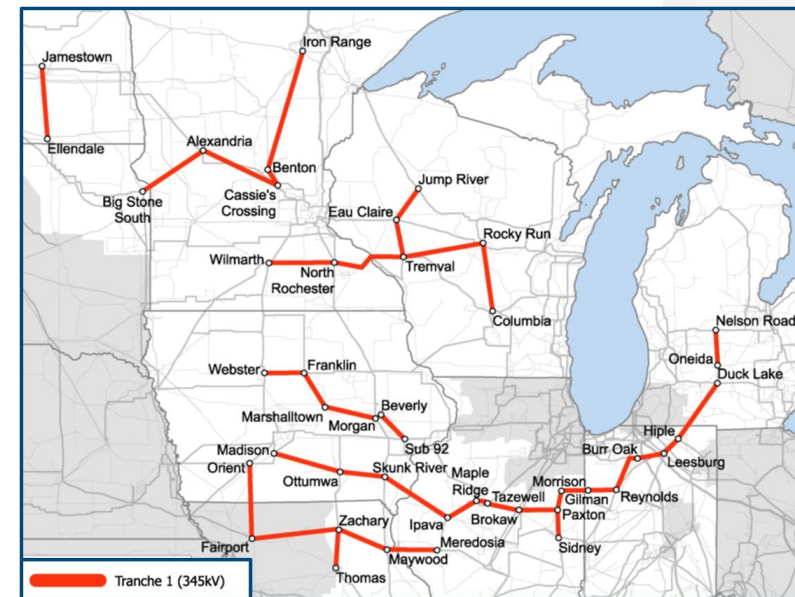 Iron Range
Jamestown
Alexandria
Ellendale
Benton
Jump River
Cassie's
Crossing
Big Stone
South
Eau Claire
Rocky Run
Wilmarth
North
Rochester
Tremval
Columbia
Nelson Road
Oneida
Duck Lake
Webster
Franklin
Beverly
Marshalltown
Morgan
Sub 92
Hiple
Madison
Orient
Burr Oak
Leesburg
Skunk River
Maple
Ridge
Morrison
Ottumwa
Tazewell
Gilman
Reynolds
Brokaw
Paxton
Ipava
Zachary
Fairport
Meredosia
Sidney
Maywood
Thomas
Tranche 1 (345kV)